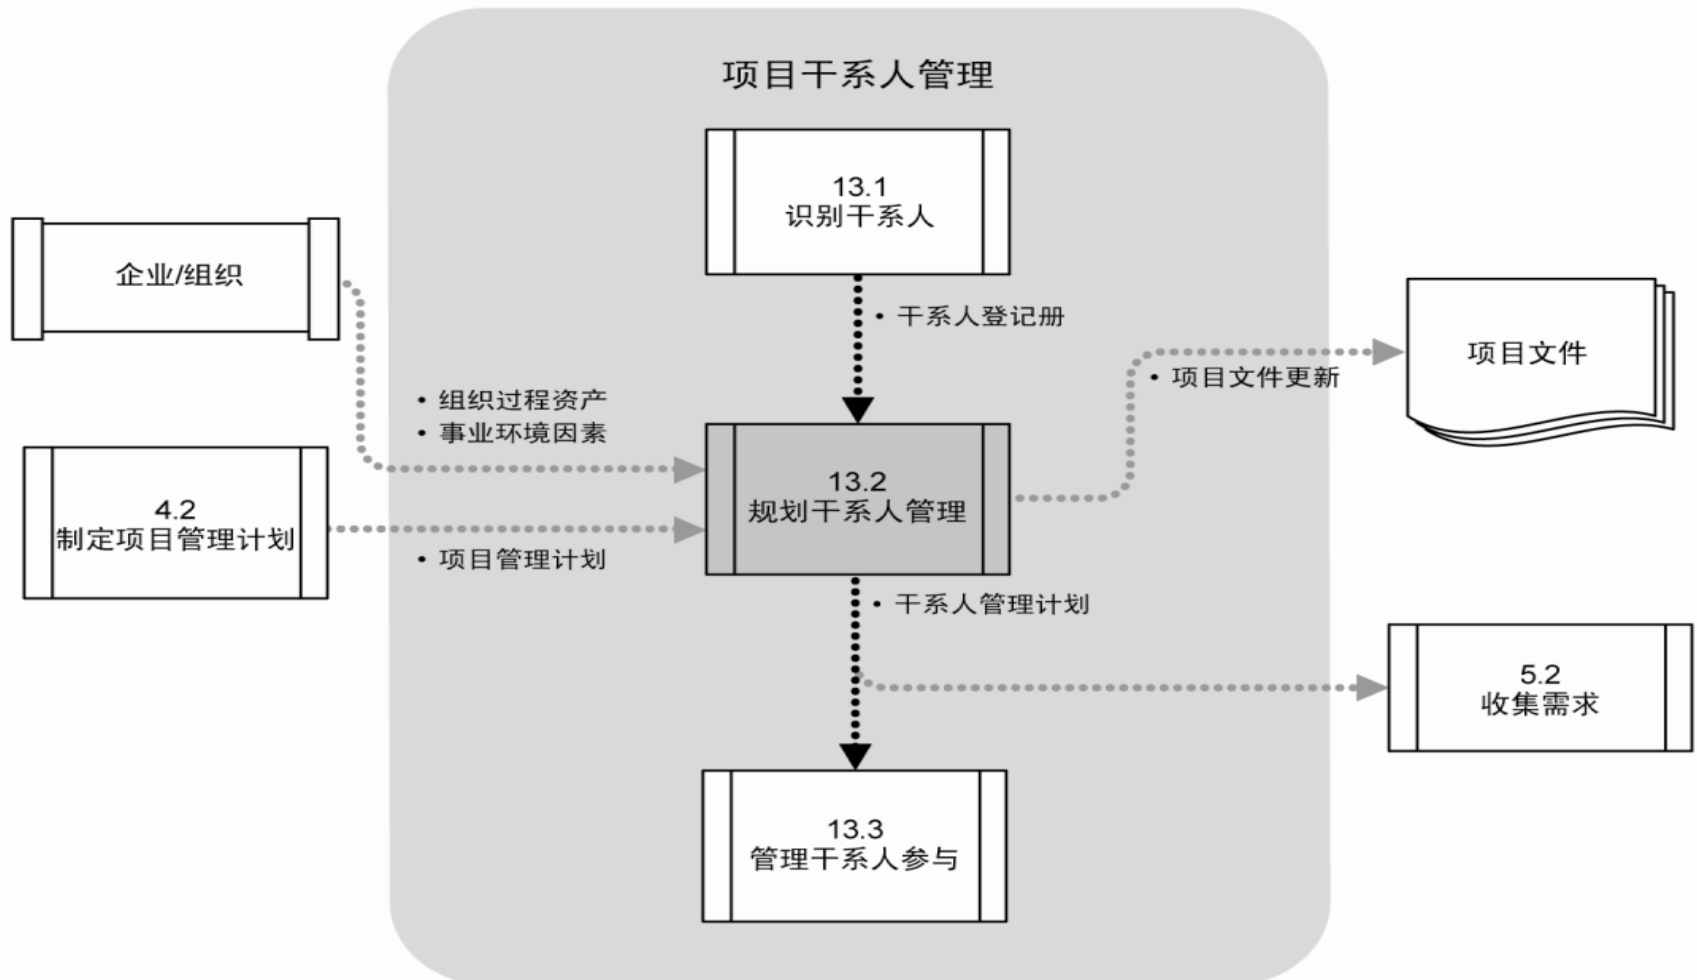 项目干系人管理
13.1
识别干系人
企业/组织
• 干系人登记册
项目文件
• 项目文件更新
• 组织过程资产
• 事业环境因素
13.2
规划干系人管理
4.2
制定项目管理计划
• 项目管理计划
• 干系人管理计划
5.2
收集需求
13.3
管理干系人参与